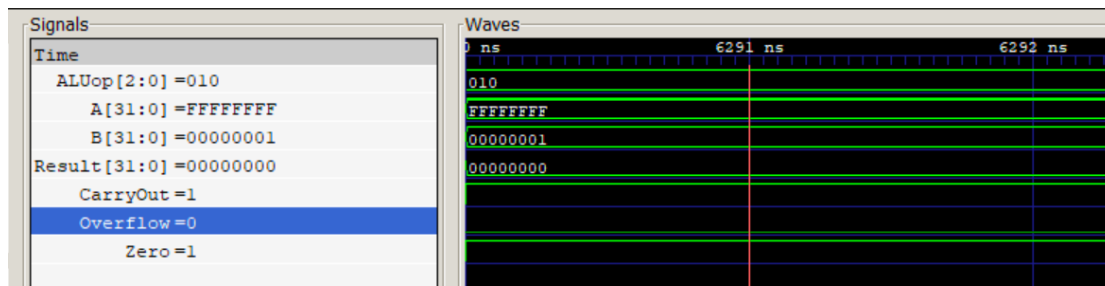 Signals
Waves
Time
ALUop[2:0] =010
A[31:0] =FFFFFFFF
B[31:0] =00000001
Result[31:0] =00000000
CarryOut =1
Overflow =0
Zero =1
0 ns 6291 ns 6292 ns
010
FFFFFFFF
00000001
00000000